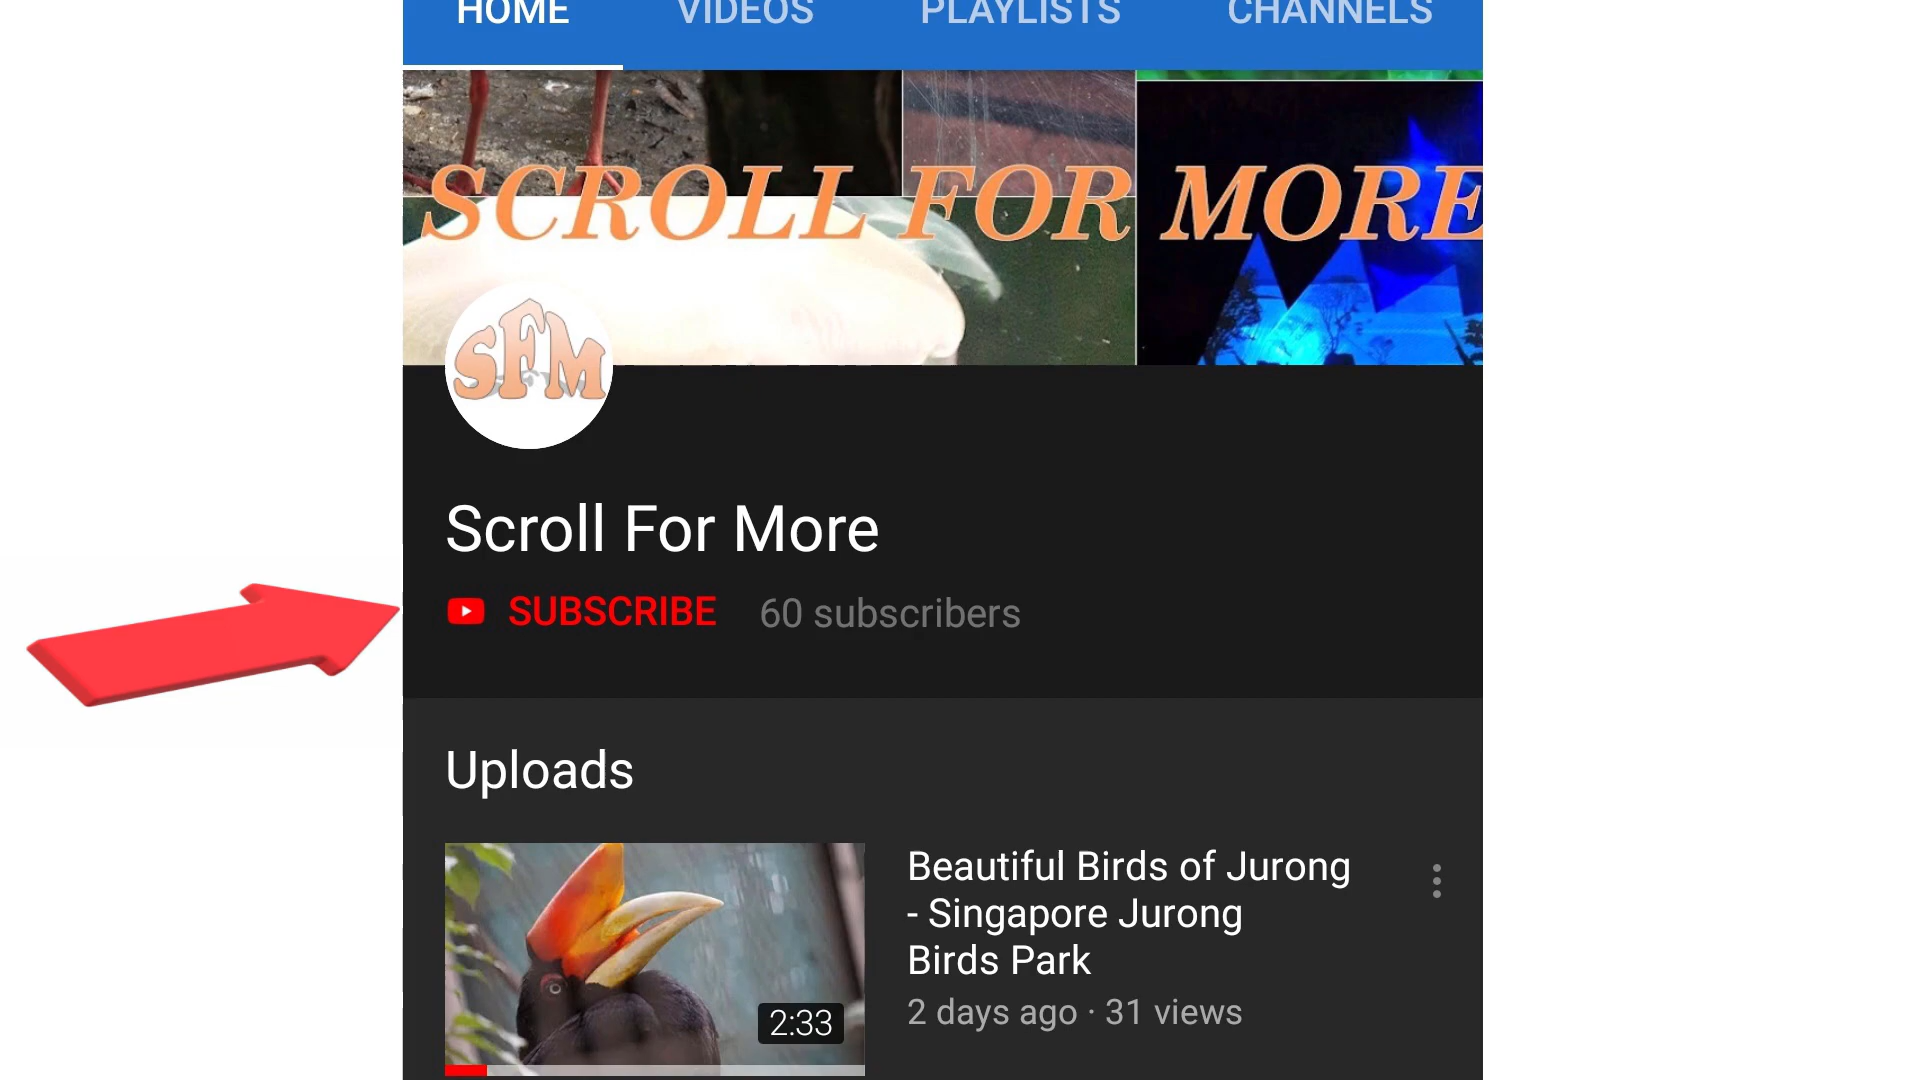 HOME VIDEOS PLAYLISTS CHANNELS
SCROLL FOR MORE
SFM
Scroll For More
SUBSCRIBE 60 subscribers
Uploads
Beautiful Birds of Jurong
- Singapore Jurong
Birds Park
2 days ago · 31 views
2:33